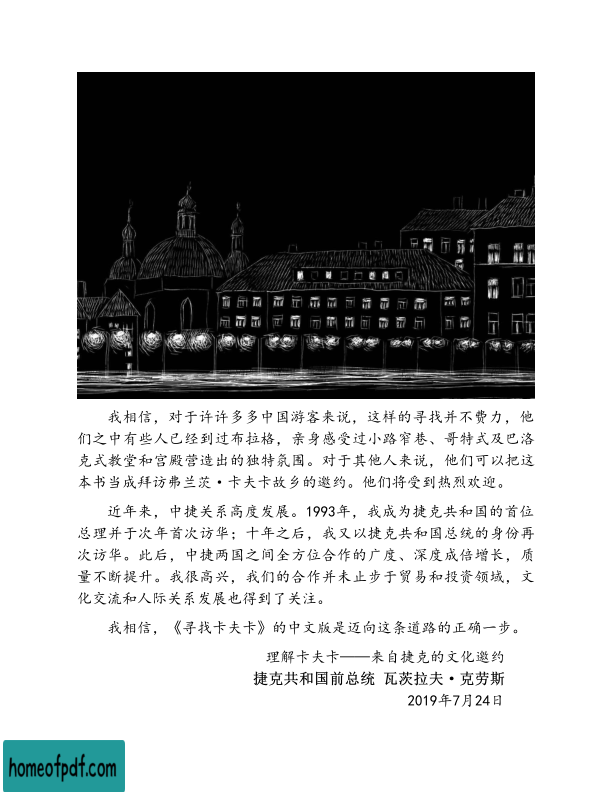 我相信，对于许许多多中国游客来说，这样的寻找并不费力，他
们之中有些人已经到过布拉格，亲身感受过小路窄巷、哥特式及巴洛
克式教堂和宫殿营造出的独特氛围。对于其他人来说，他们可以把这
本书当成拜访弗兰茨·卡夫卡故乡的邀约。他们将受到热烈欢迎。
近年来，中捷关系高度发展。1993年，我成为捷克共和国的首位
总理并于次年首次访华；十年之后，我又以捷克共和国总统的身份再
次访华。此后，中捷两国之间全方位合作的广度、深度成倍增长，质
量不断提升。我很高兴，我们的合作并未止步于贸易和投资领域，文
化交流和人际关系发展也得到了关注。
我相信，《寻找卡夫卡》的中文版是迈向这条道路的正确一步。
理解卡夫卡——来自捷克的文化邀约
捷克共和国前总统 瓦茨拉夫·克劳斯
2019年7月24日
homeofpdf.com